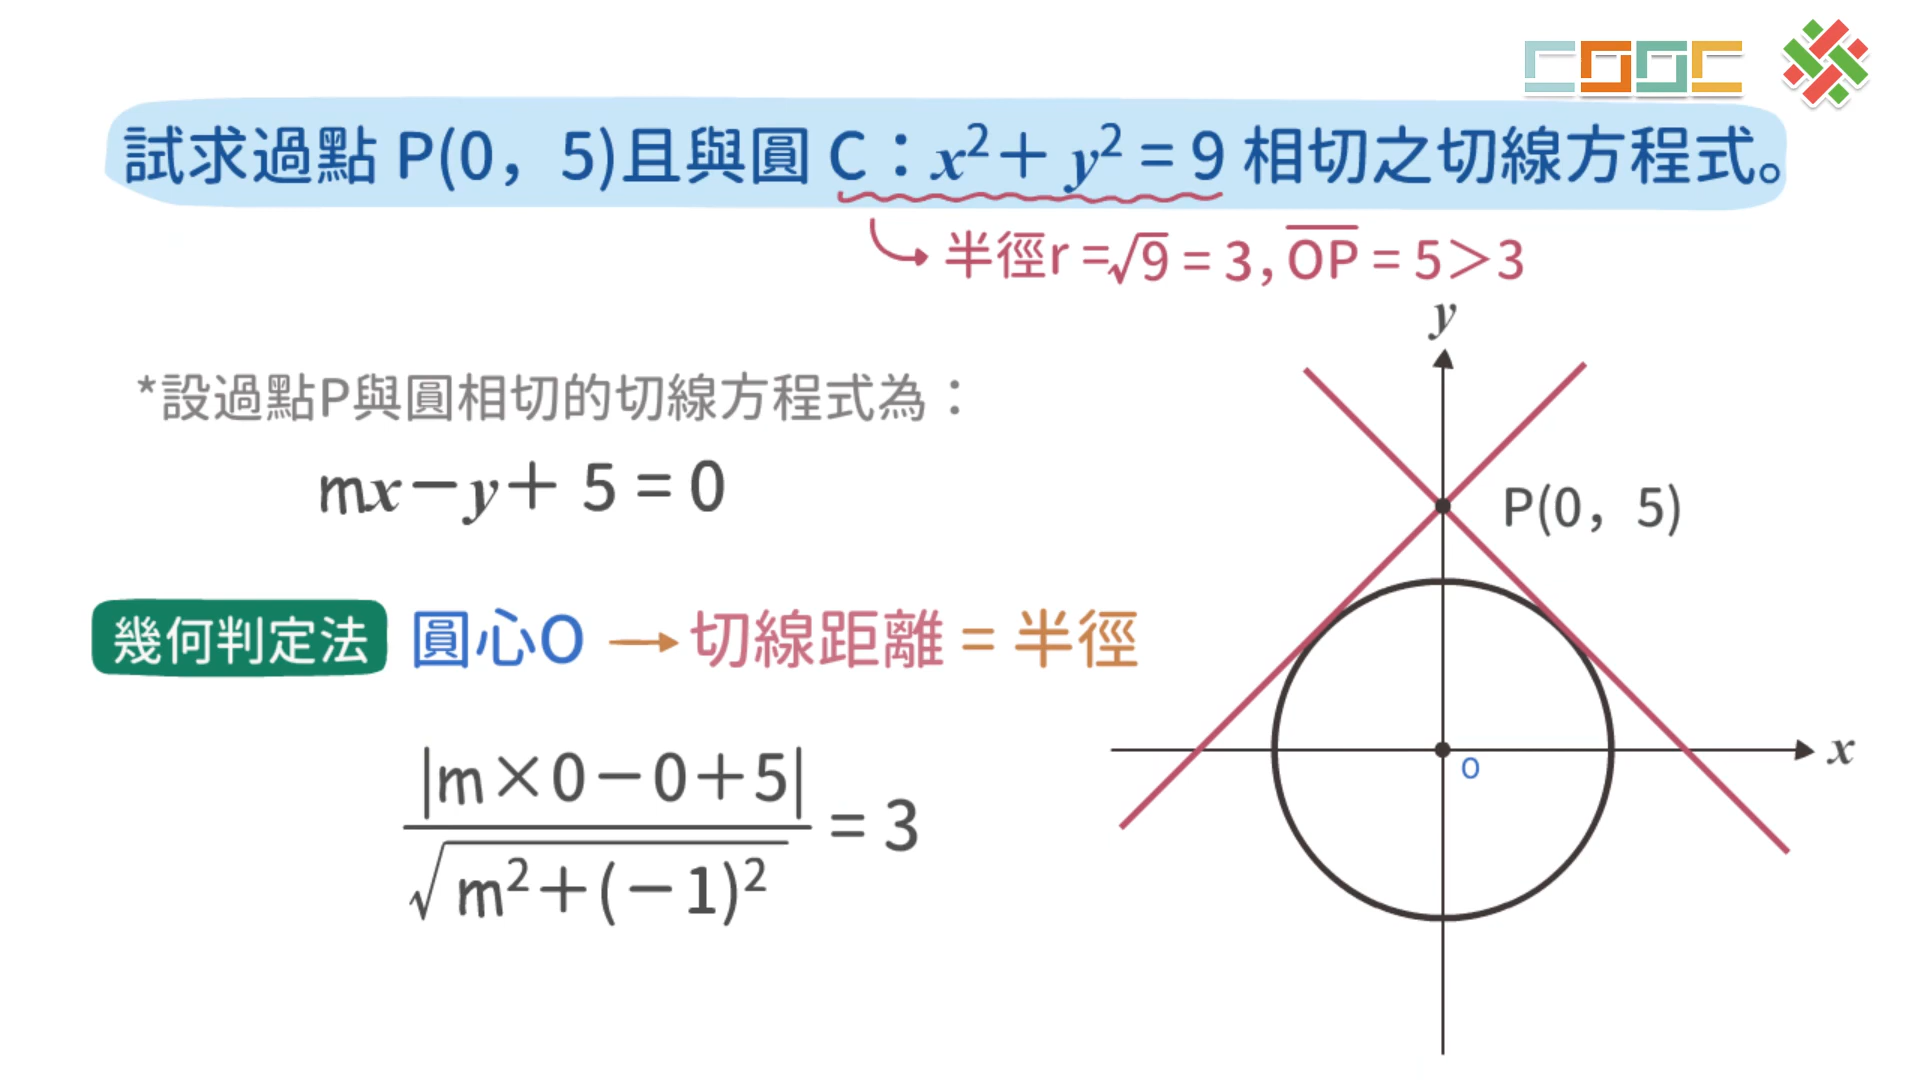 COOC
試求過點 P(0，5)且與圓 C：x²＋y²＝9 相切之切線方程式。
半徑r＝√9＝3，O̅P̅＝5＞3
*設過點P與圓相切的切線方程式為：
mx－y＋5＝0
幾何判定法 圓心O → 切線距離＝半徑
|m×0－0＋5|
√m²＋(－1)² ＝3
y
P(0，5)
x
O